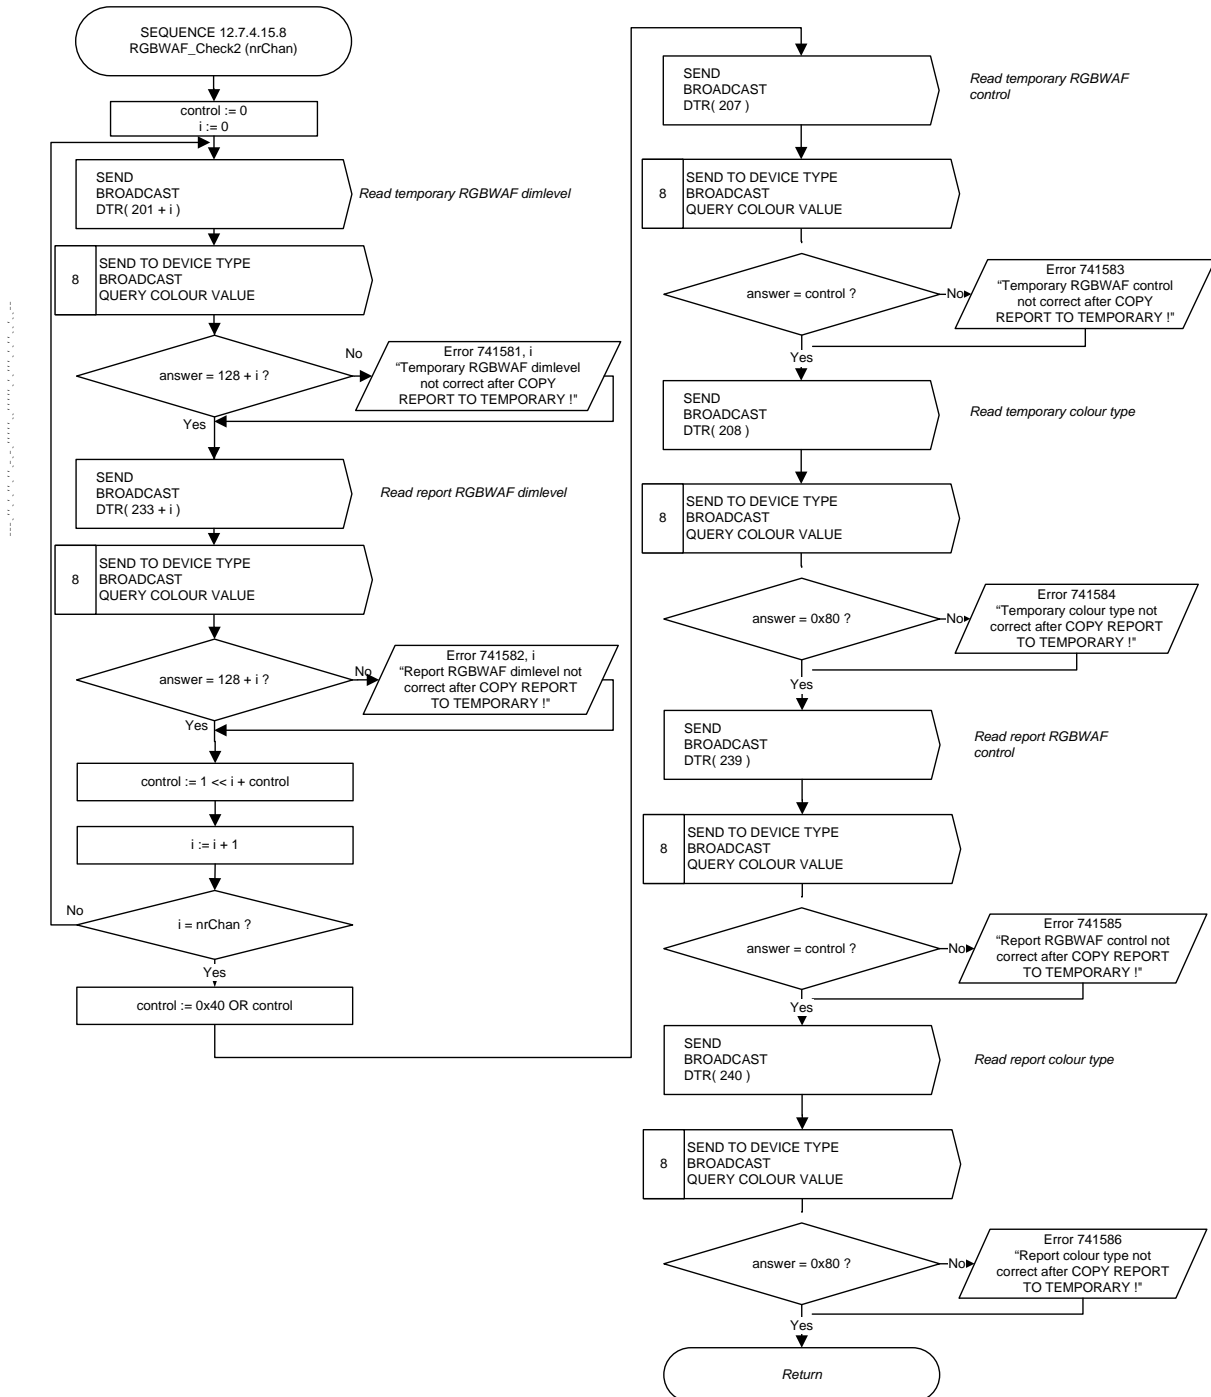 SEQUENCE 12.7.4.15.8
RGBWAF_Check2 (nrChan)
control := 0
i := 0
SEND
BROADCAST
DTR( 201 + i )
Read temporary RGBWAF dimlevel
8
SEND TO DEVICE TYPE
BROADCAST
QUERY COLOUR VALUE
answer = 128 + i ?
No
Error 741581, i
“Temporary RGBWAF dimlevel
not correct after COPY
REPORT TO TEMPORARY !"
Yes
SEND
BROADCAST
DTR( 233 + i )
Read report RGBWAF dimlevel
8
SEND TO DEVICE TYPE
BROADCAST
QUERY COLOUR VALUE
answer = 128 + i ?
No
Error 741582, i
“Report RGBWAF dimlevel not
correct after COPY REPORT
TO TEMPORARY !"
Yes
control := 1 << i + control
i := i + 1
No
i = nrChan ?
Yes
control := 0x40 OR control
SEND
BROADCAST
DTR( 207 )
Read temporary RGBWAF
control
8
SEND TO DEVICE TYPE
BROADCAST
QUERY COLOUR VALUE
answer = control ?
No
Error 741583
“Temporary RGBWAF control
not correct after COPY
REPORT TO TEMPORARY !"
Yes
SEND
BROADCAST
DTR( 208 )
Read temporary colour type
8
SEND TO DEVICE TYPE
BROADCAST
QUERY COLOUR VALUE
answer = 0x80 ?
No
Error 741584
“Temporary colour type not
correct after COPY REPORT
TO TEMPORARY !"
Yes
SEND
BROADCAST
DTR( 239 )
Read report RGBWAF
control
8
SEND TO DEVICE TYPE
BROADCAST
QUERY COLOUR VALUE
answer = control ?
No
Error 741585
“Report RGBWAF control not
correct after COPY REPORT
TO TEMPORARY !"
Yes
SEND
BROADCAST
DTR( 240 )
Read report colour type
8
SEND TO DEVICE TYPE
BROADCAST
QUERY COLOUR VALUE
answer = 0x80 ?
No
Error 741586
“Report colour type not
correct after COPY REPORT
TO TEMPORARY !"
Yes
Return